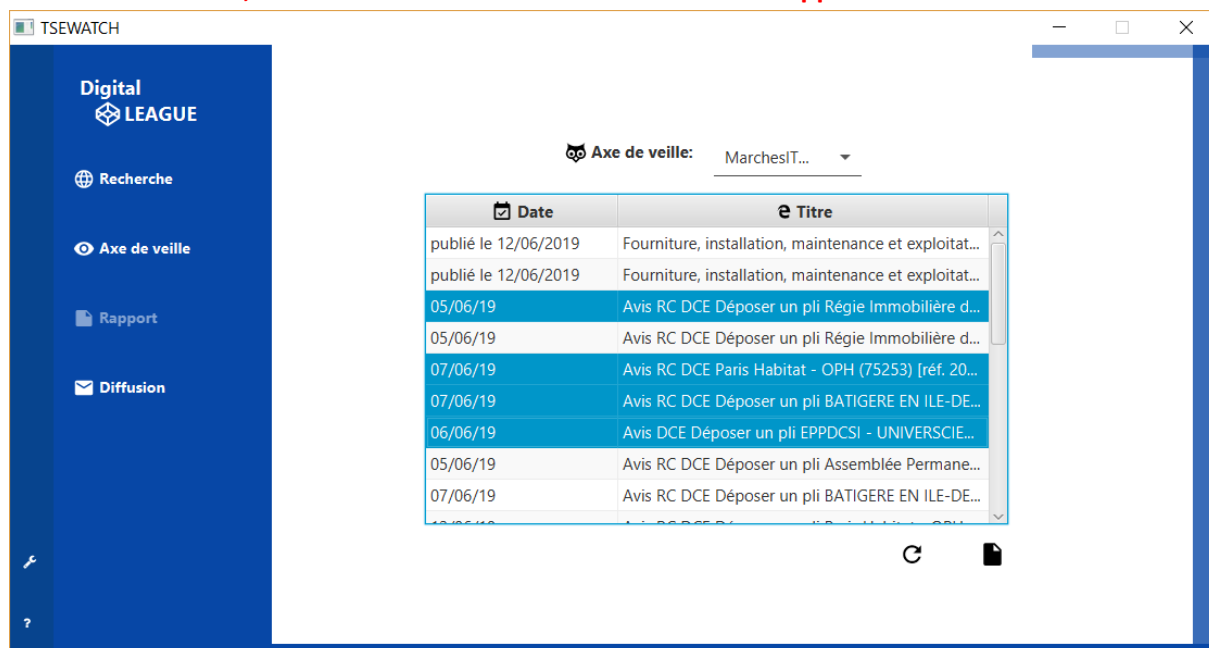 TSEWATCH
Digital
LEAGUE
Recherche
Axe de veille
Rapport
Diffusion
?
Axe de veille: MarchesIT...
Date Titre
publié le 12/06/2019 Fourniture, installation, maintenance et exploitat...
publié le 12/06/2019 Fourniture, installation, maintenance et exploitat...
05/06/19 Avis RC DCE Déposer un pli Régie Immobilière d...
05/06/19 Avis RC DCE Déposer un pli Régie Immobilière d...
07/06/19 Avis RC DCE Paris Habitat - OPH (75253) [réf. 20...
07/06/19 Avis RC DCE Déposer un pli BATIGERE EN ILE-DE...
06/06/19 Avis DCE Déposer un pli EPPDCSI - UNIVERSCIE...
05/06/19 Avis RC DCE Déposer un pli Assemblée Permane...
07/06/19 Avis RC DCE Déposer un pli BATIGERE EN ILE-DE...